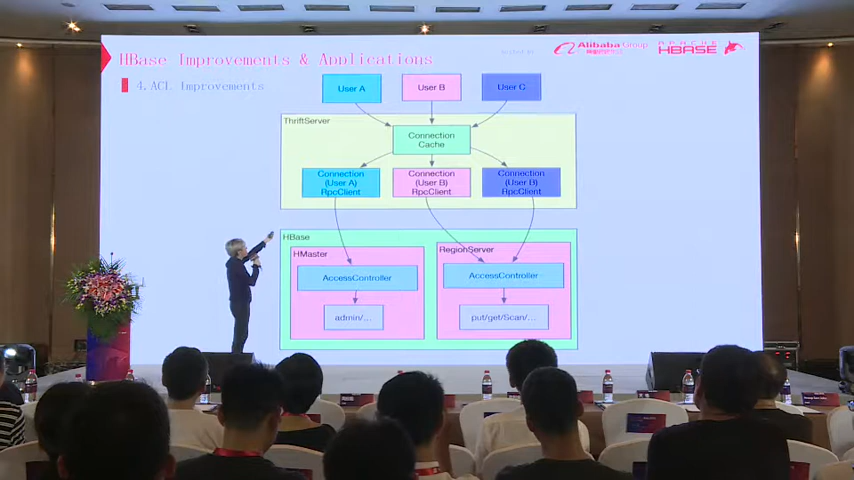 HBase Improvements & Applications
Alibaba Group
APACHE
HBASE
4.ACL Improvements
User A
User B
User C
ThriftServer
Connection
Cache
Connection
(User A)
RpcClient
Connection
(User B)
RpcClient
Connection
(User B)
RpcClient
HBase
HMaster
RegionServer
AccessController
AccessController
admin/...
put/get/Scan/...